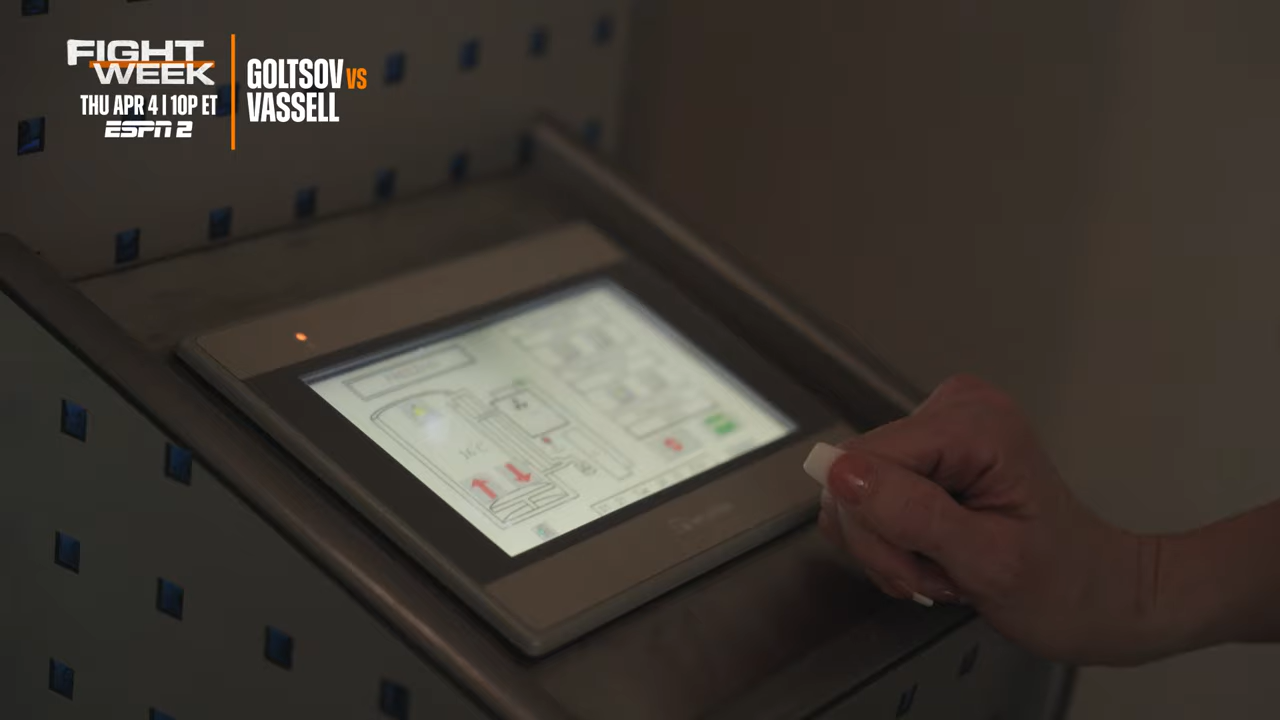 FIGHT
WEEK
THU APR 4 | 10P ET
ESPN 2
GOLTSOV VS
VASSELL